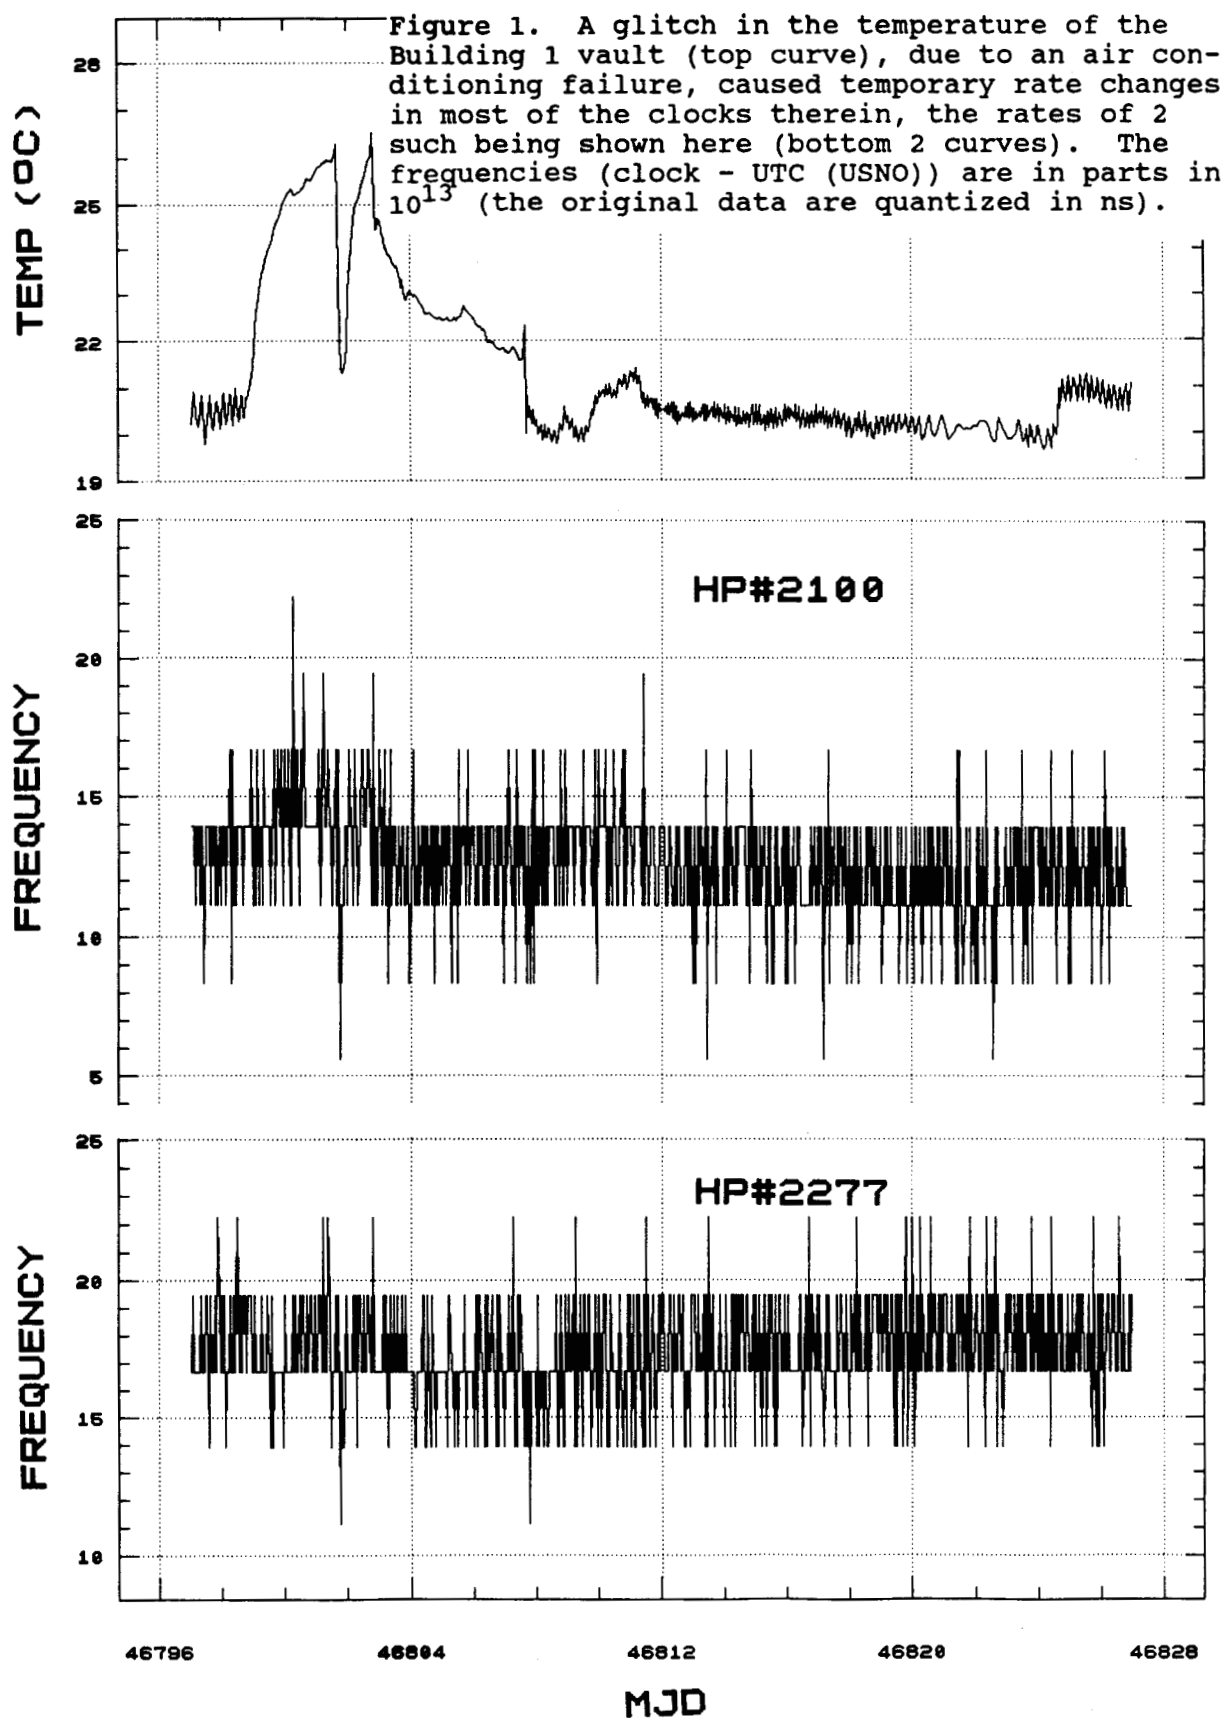 Figure 1. A glitch in the temperature of the
Building 1 vault (top curve), due to an air con-
ditioning failure, caused temporary rate changes
in most of the clocks therein, the rates of 2
such being shown here (bottom 2 curves). The
frequencies (clock - UTC (USNO)) are in parts in
10^13 (the original data are quantized in ns).
TEMP (OC)
28
25
22
19
HP#2100
FREQUENCY
25
20
15
10
5
HP#2277
FREQUENCY
25
20
15
10
46796 46804 46812 46820 46828
MJD